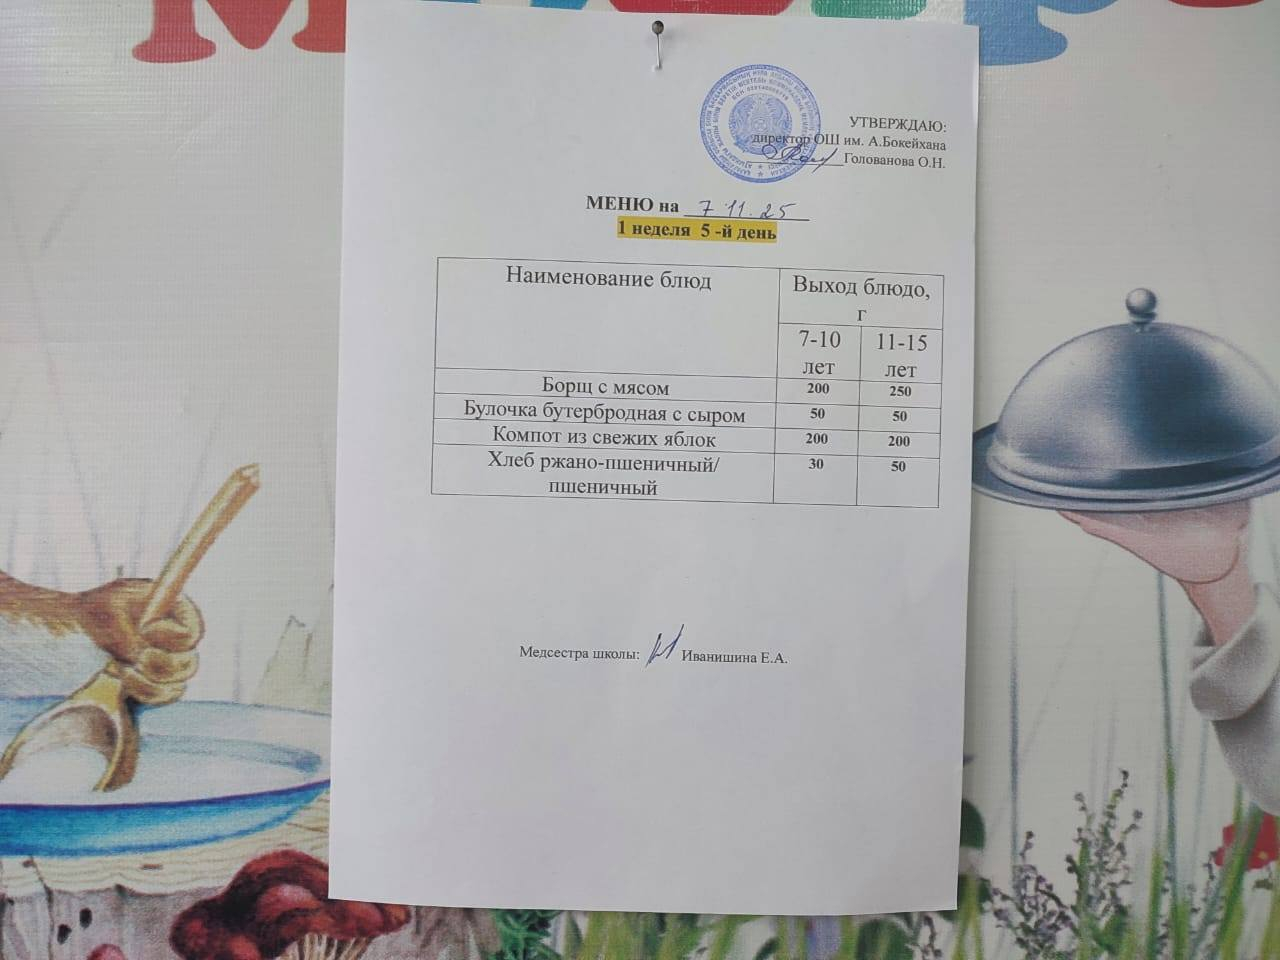 УТВЕРЖДАЮ:
директор ОШ им. А.Бокейхана
Голованова О.Н.
МЕНЮ на 7.11.25
1 неделя 5 -й день
Наименование блюд
Выход блюдо, г
7-10 лет
11-15 лет
Борщ с мясом 200 250
Булочка бутербродная с сыром 50 50
Компот из свежих яблок 200 200
Хлеб ржано-пшеничный/ 30 50
пшеничный
Медсестра школы: Иванишина Е.А.